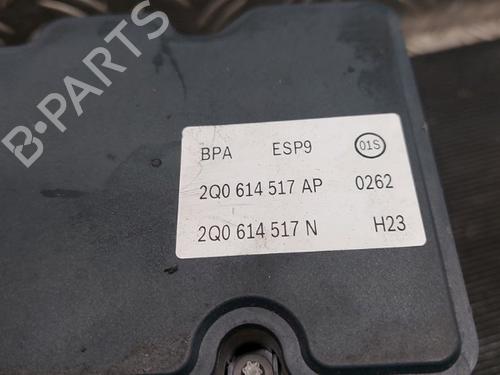 BPA ESP9 01S
2Q0 614 517 AP 0262
2Q0 614 517 N H23
B-PARTS